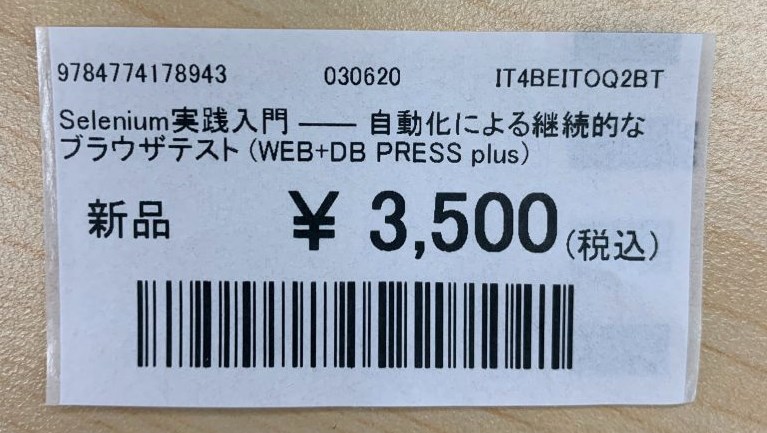 9784774178943 030620 IT4BEITOQ2BT
Selenium実践入門 ―― 自動化による継続的な
ブラウザテスト (WEB+DB PRESS plus)
新品 ¥ 3,500 (税込)